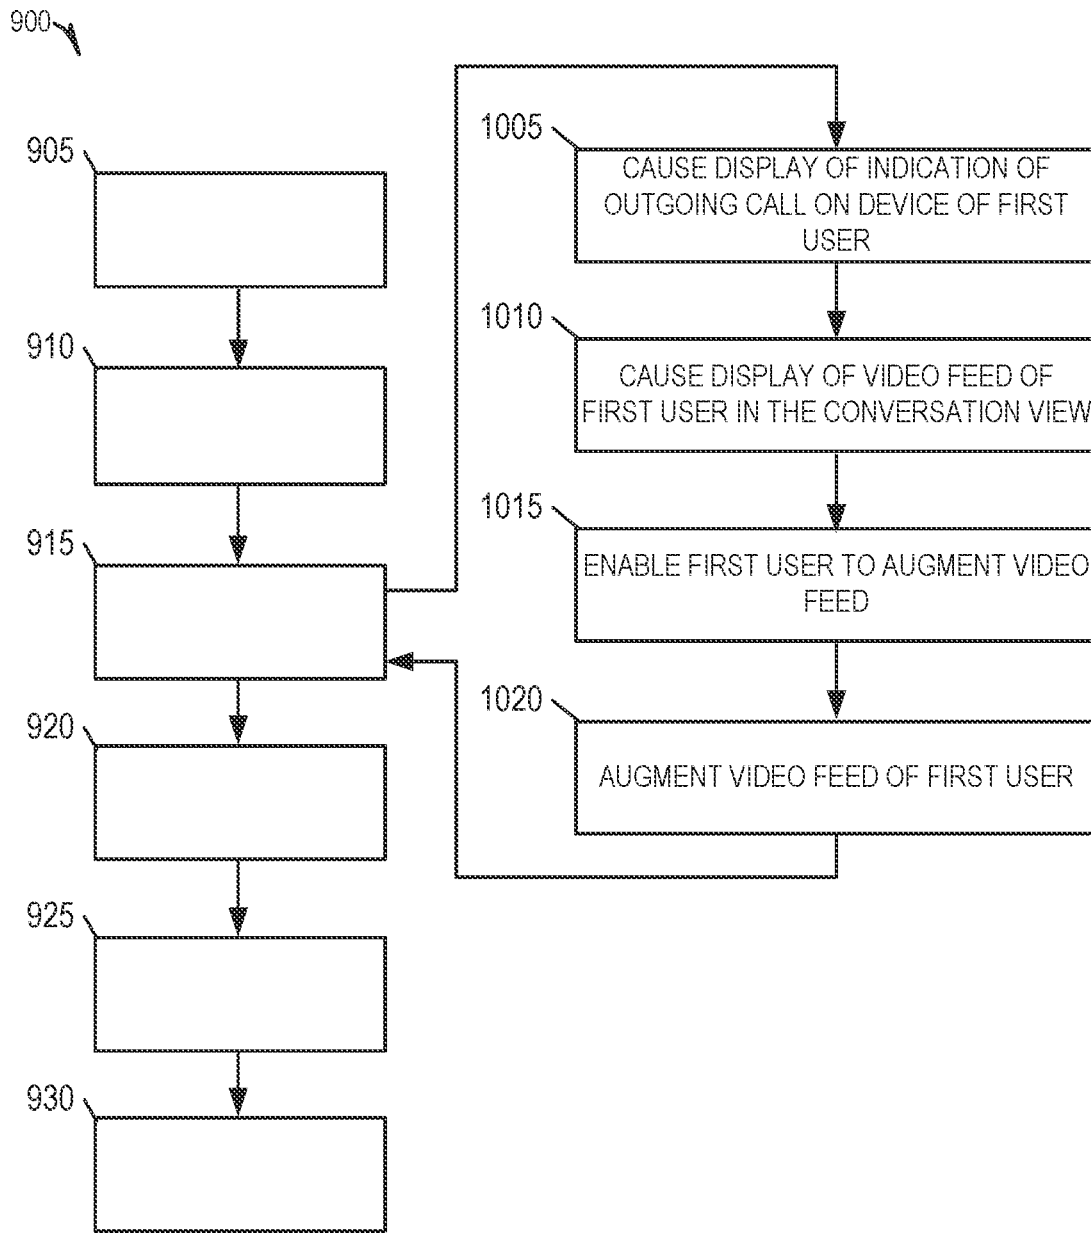 900
905
910
915
920
925
930
1005
CAUSE DISPLAY OF INDICATION OF
OUTGOING CALL ON DEVICE OF FIRST
USER
1010
CAUSE DISPLAY OF VIDEO FEED OF
FIRST USER IN THE CONVERSATION VIEW
1015
ENABLE FIRST USER TO AUGMENT VIDEO
FEED
1020
AUGMENT VIDEO FEED OF FIRST USER